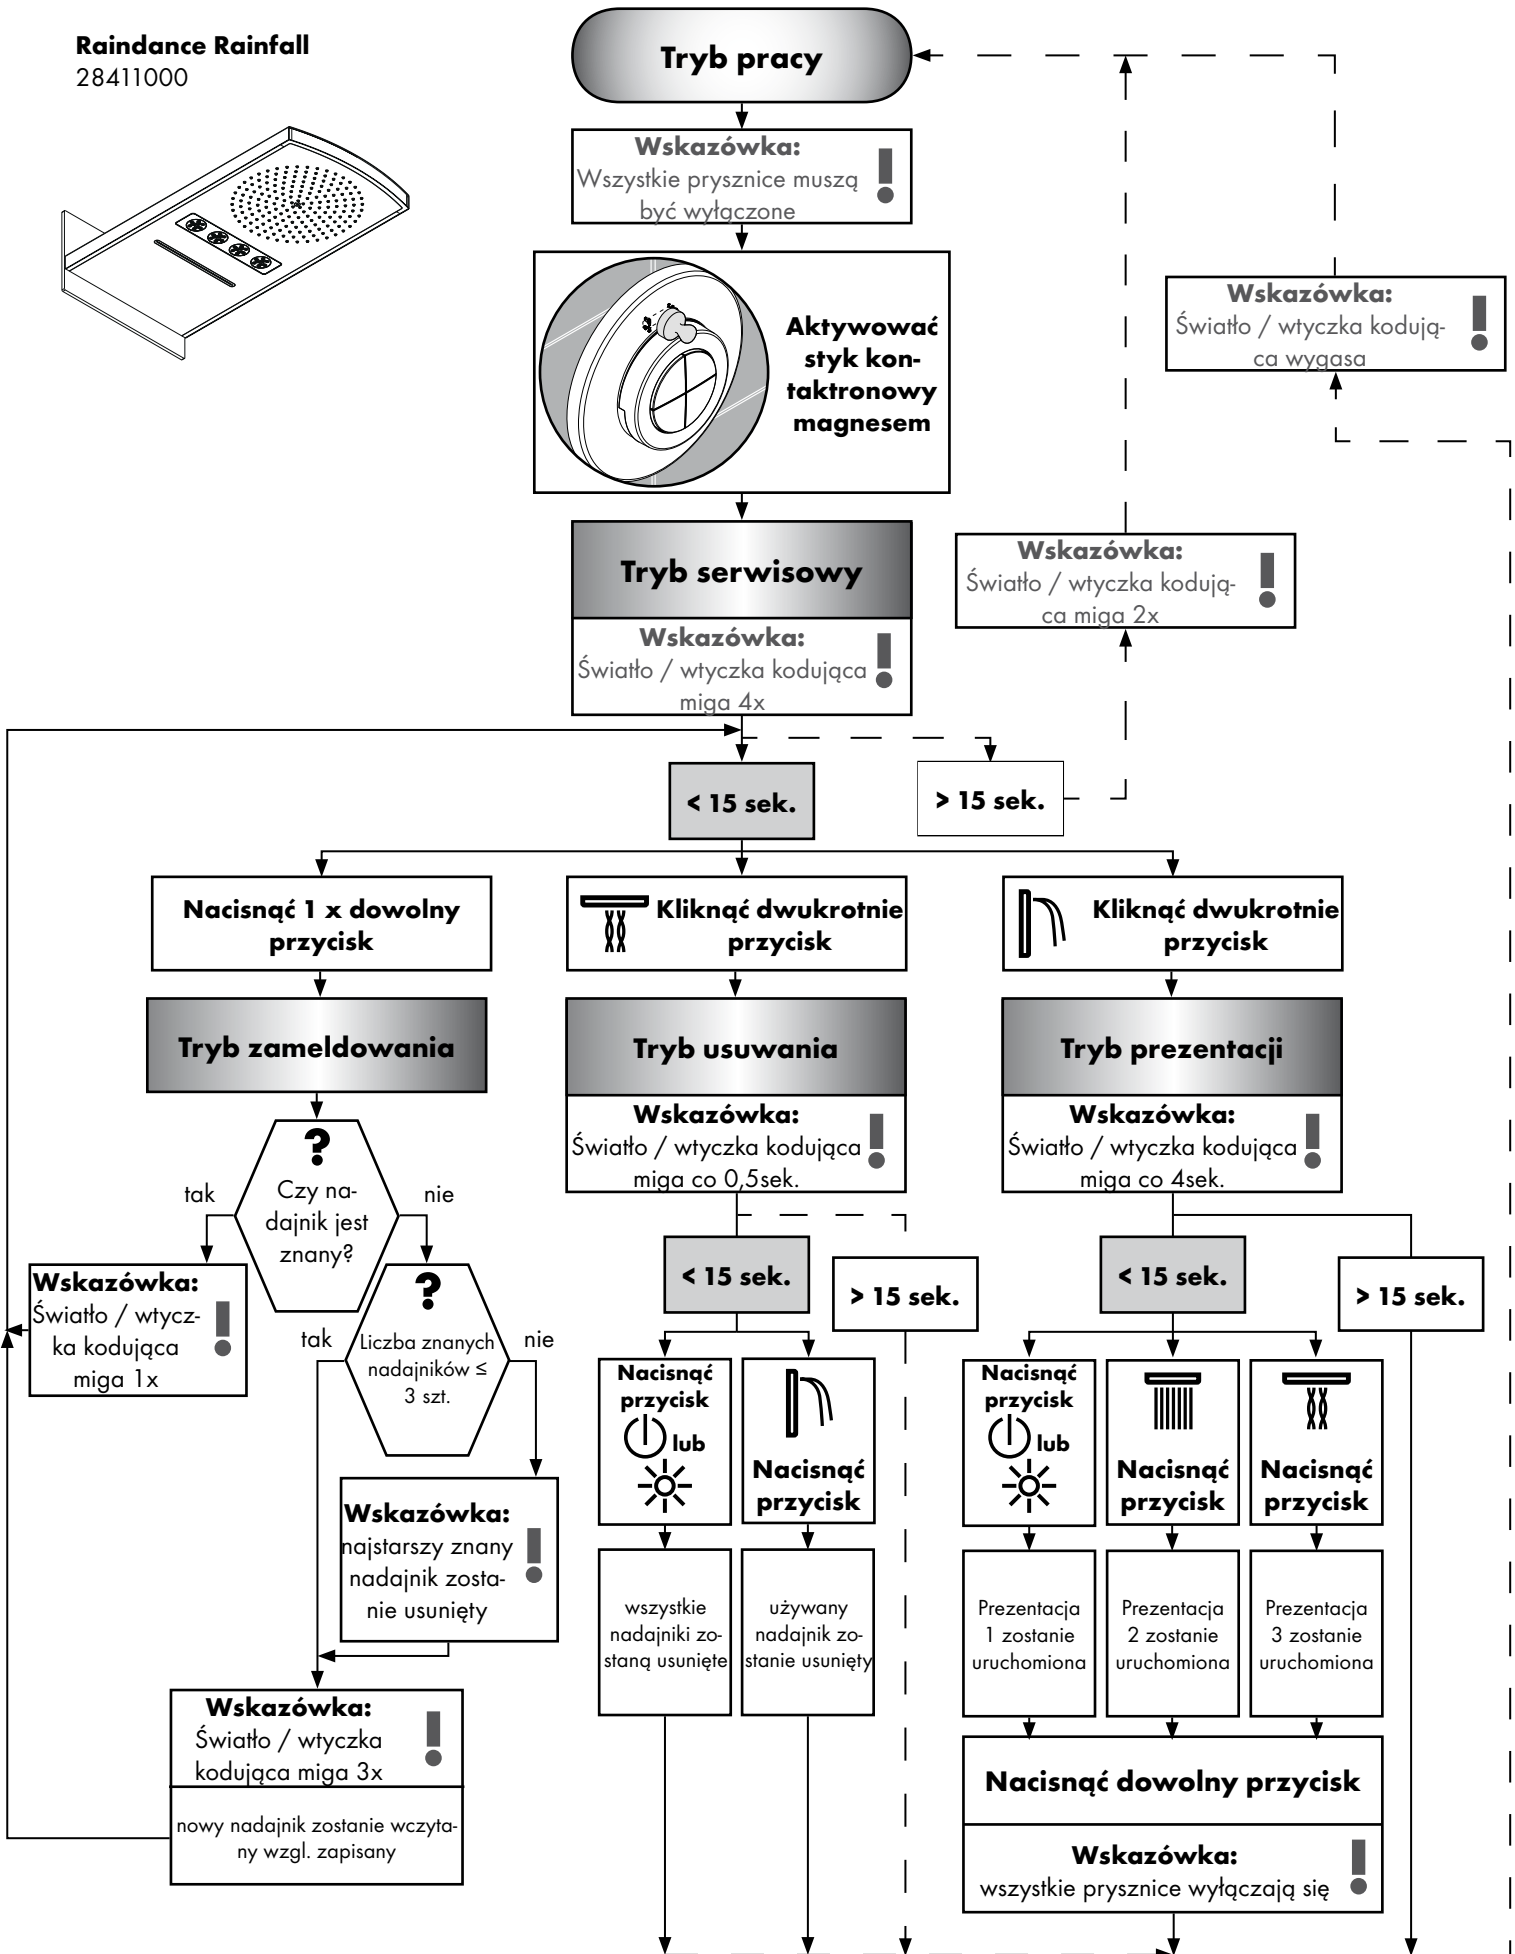 Raindance Rainfall
28411000
Tryb pracy
Wskazówka:
Wszystkie prysznice muszą
być wyłączone
Aktywować
styk kon-
taktronowy
magnesem
Wskazówka:
Światło / wtyczka kodują-
ca wygasa
Tryb serwisowy
Wskazówka:
Światło / wtyczka kodująca
miga 4x
Wskazówka:
Światło / wtyczka kodują-
ca miga 2x
< 15 sek.
> 15 sek.
Nacisnąć 1 x dowolny
przycisk
Kliknąć dwukrotnie
przycisk
Kliknąć dwukrotnie
przycisk
Tryb zameldowania
Tryb usuwania
Wskazówka:
Światło / wtyczka kodująca
miga co 0,5sek.
Tryb prezentacji
Wskazówka:
Światło / wtyczka kodująca
miga co 4sek.
?
Czy na-
dajnik jest
znany?
tak
nie
Wskazówka:
Światło / wtycz-
ka kodująca
miga 1x
?
Liczba znanych
nadajników ≤
3 szt.
tak
nie
Wskazówka:
najstarszy znany
nadajnik zosta-
nie usunięty
Wskazówka:
Światło / wtyczka
kodująca miga 3x
nowy nadajnik zostanie wczyta-
ny wzgl. zapisany
< 15 sek.
> 15 sek.
Nacisnąć
przycisk
lub
Nacisnąć
przycisk
wszystkie
nadajniki zo-
staną usunięte
używany
nadajnik zo-
stanie usunięty
< 15 sek.
> 15 sek.
Nacisnąć
przycisk
lub
Nacisnąć
przycisk
Nacisnąć
przycisk
Prezentacja
1 zostanie
uruchomiona
Prezentacja
2 zostanie
uruchomiona
Prezentacja
3 zostanie
uruchomiona
Nacisnąć dowolny przycisk
Wskazówka:
wszystkie prysznice wyłączają się